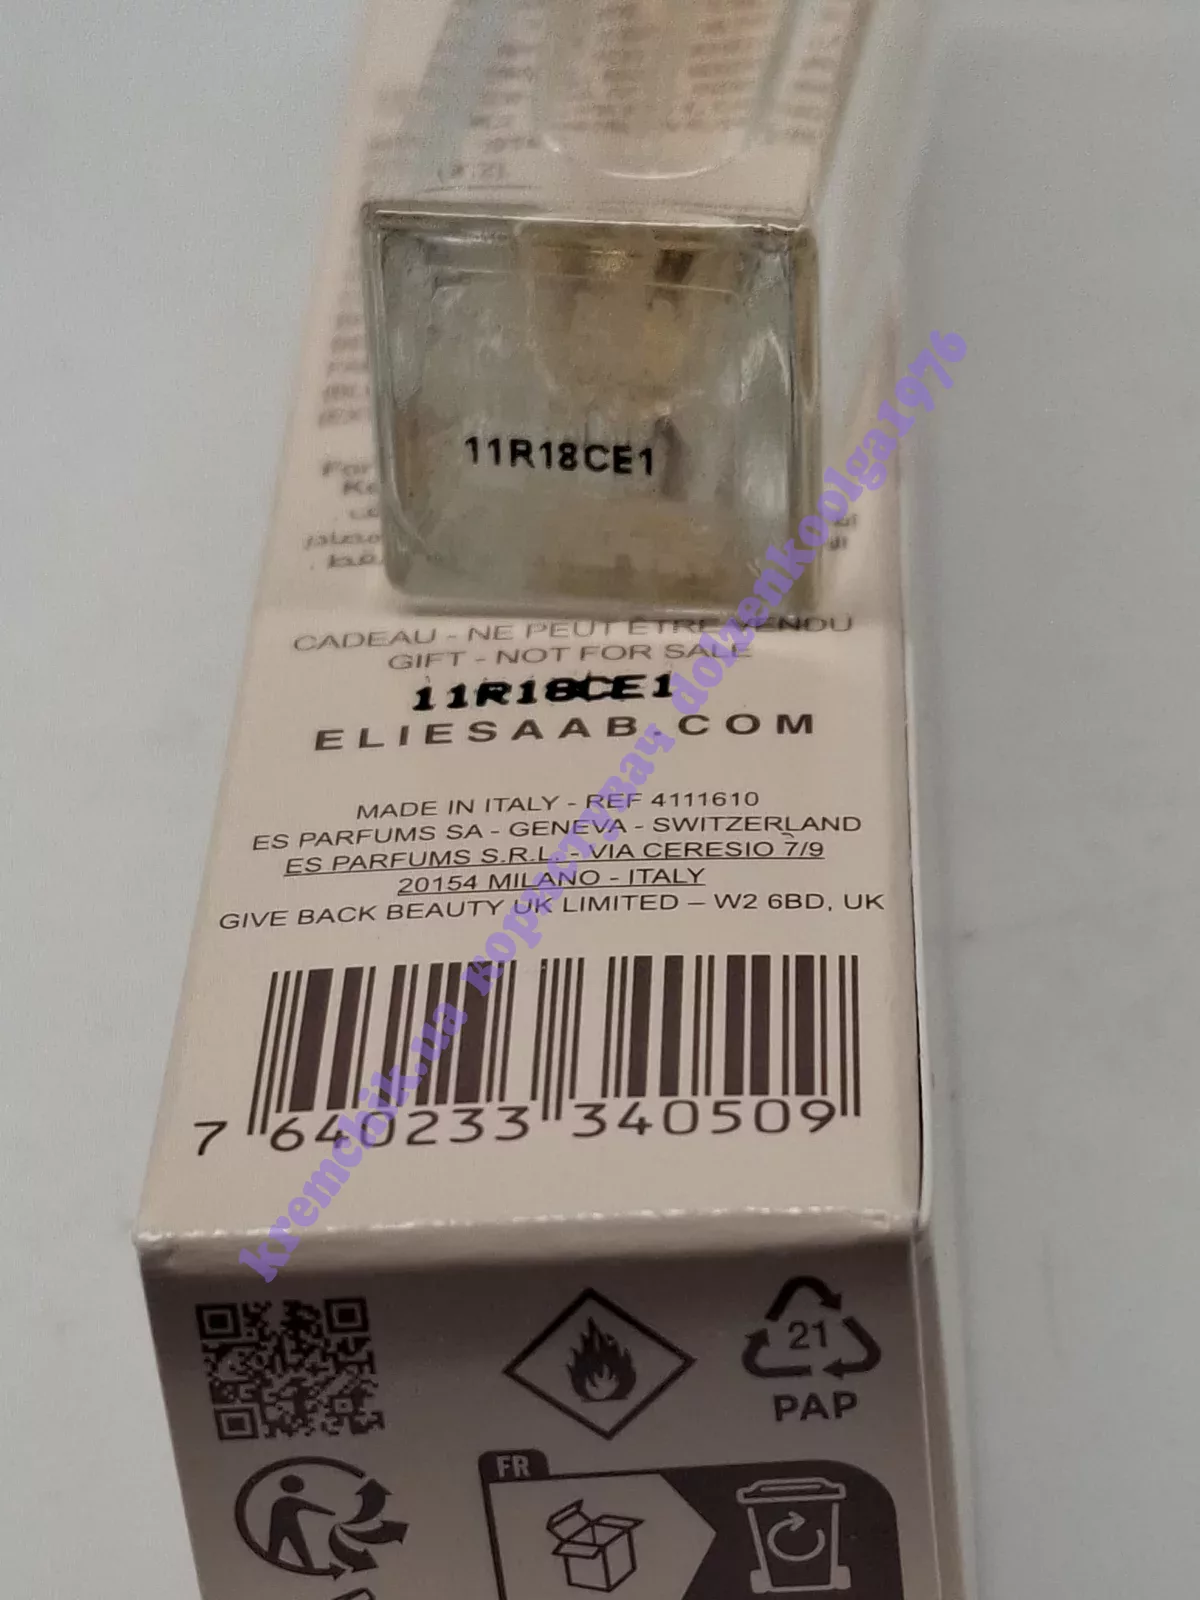 11R18CE1
CADEAU - NE PEUT ÊTRE VENDU
GIFT - NOT FOR SALE
11R18CE1
ELIESAAB.COM
MADE IN ITALY - REF 4111610
ES PARFUMS SA - GENEVA - SWITZERLAND
ES PARFUMS S.R.L. - VIA CERESIO 7/9
20154 MILANO - ITALY
GIVE BACK BEAUTY UK LIMITED – W2 6BD, UK
7 640233 340509
kremchik.ua користувач dolzenkoolga1976
21
PAP
FR